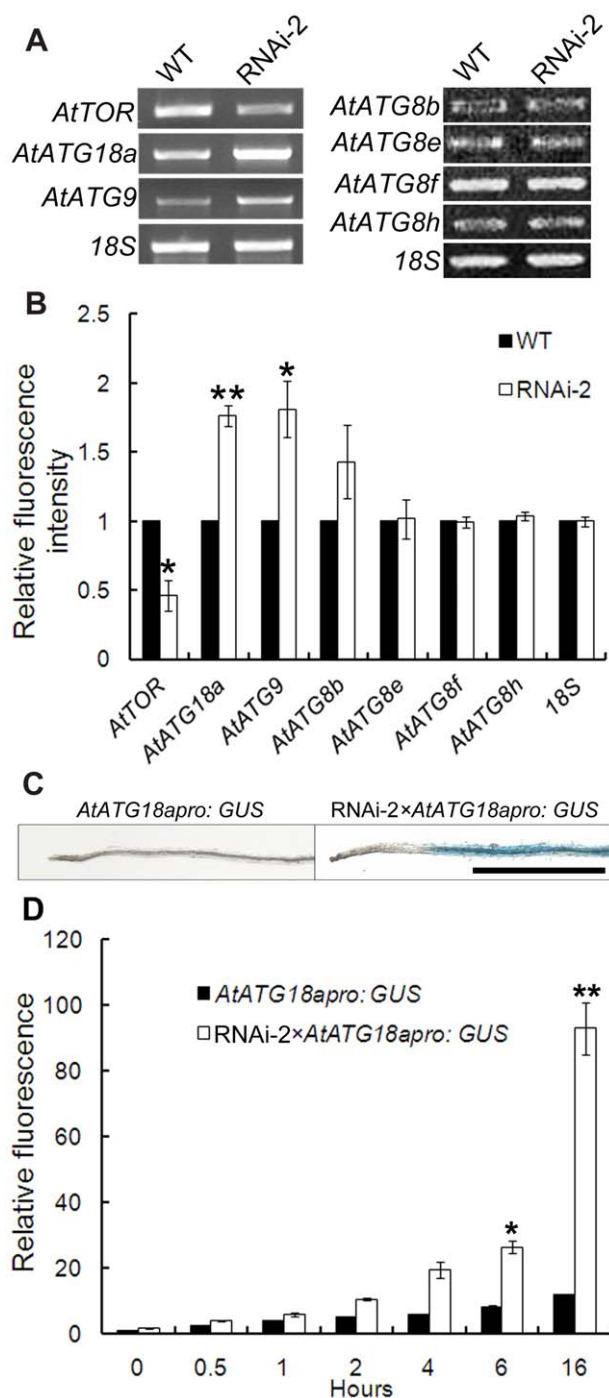 A
WT RNAi-2 WT RNAi-2
AtTOR
AtATG18a
AtATG9
18S
AtATG8b
AtATG8e
AtATG8f
AtATG8h
18S
B
Relative fluorescence
intensity
2.5
2
1.5
1
0.5
0
WT
RNAi-2
*
**
*
AtTOR AtATG18a AtATG9 AtATG8b AtATG8e AtATG8f AtATG8h 18S
C
AtATG18apro: GUS RNAi-2×AtATG18apro: GUS
D
Relative fluorescence
120
100
80
60
40
20
0
AtATG18apro: GUS
RNAi-2×AtATG18apro: GUS
*
**
0 0.5 1 2 4 6 16
Hours